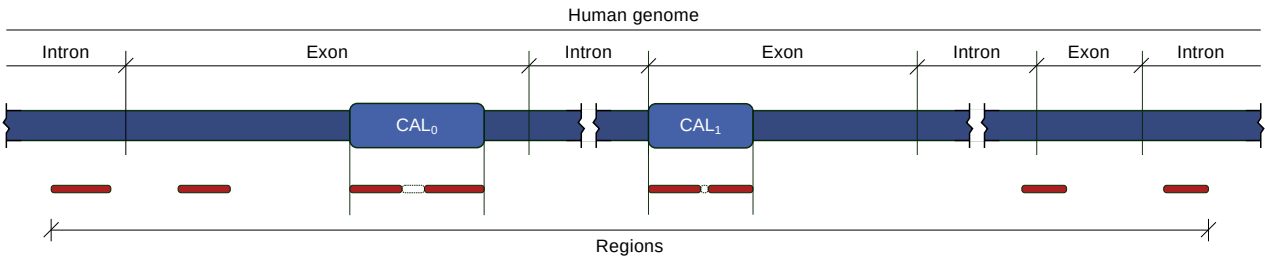 Human genome
Intron Exon Intron Exon Intron Exon Intron
CAL₀ CAL₁
Regions